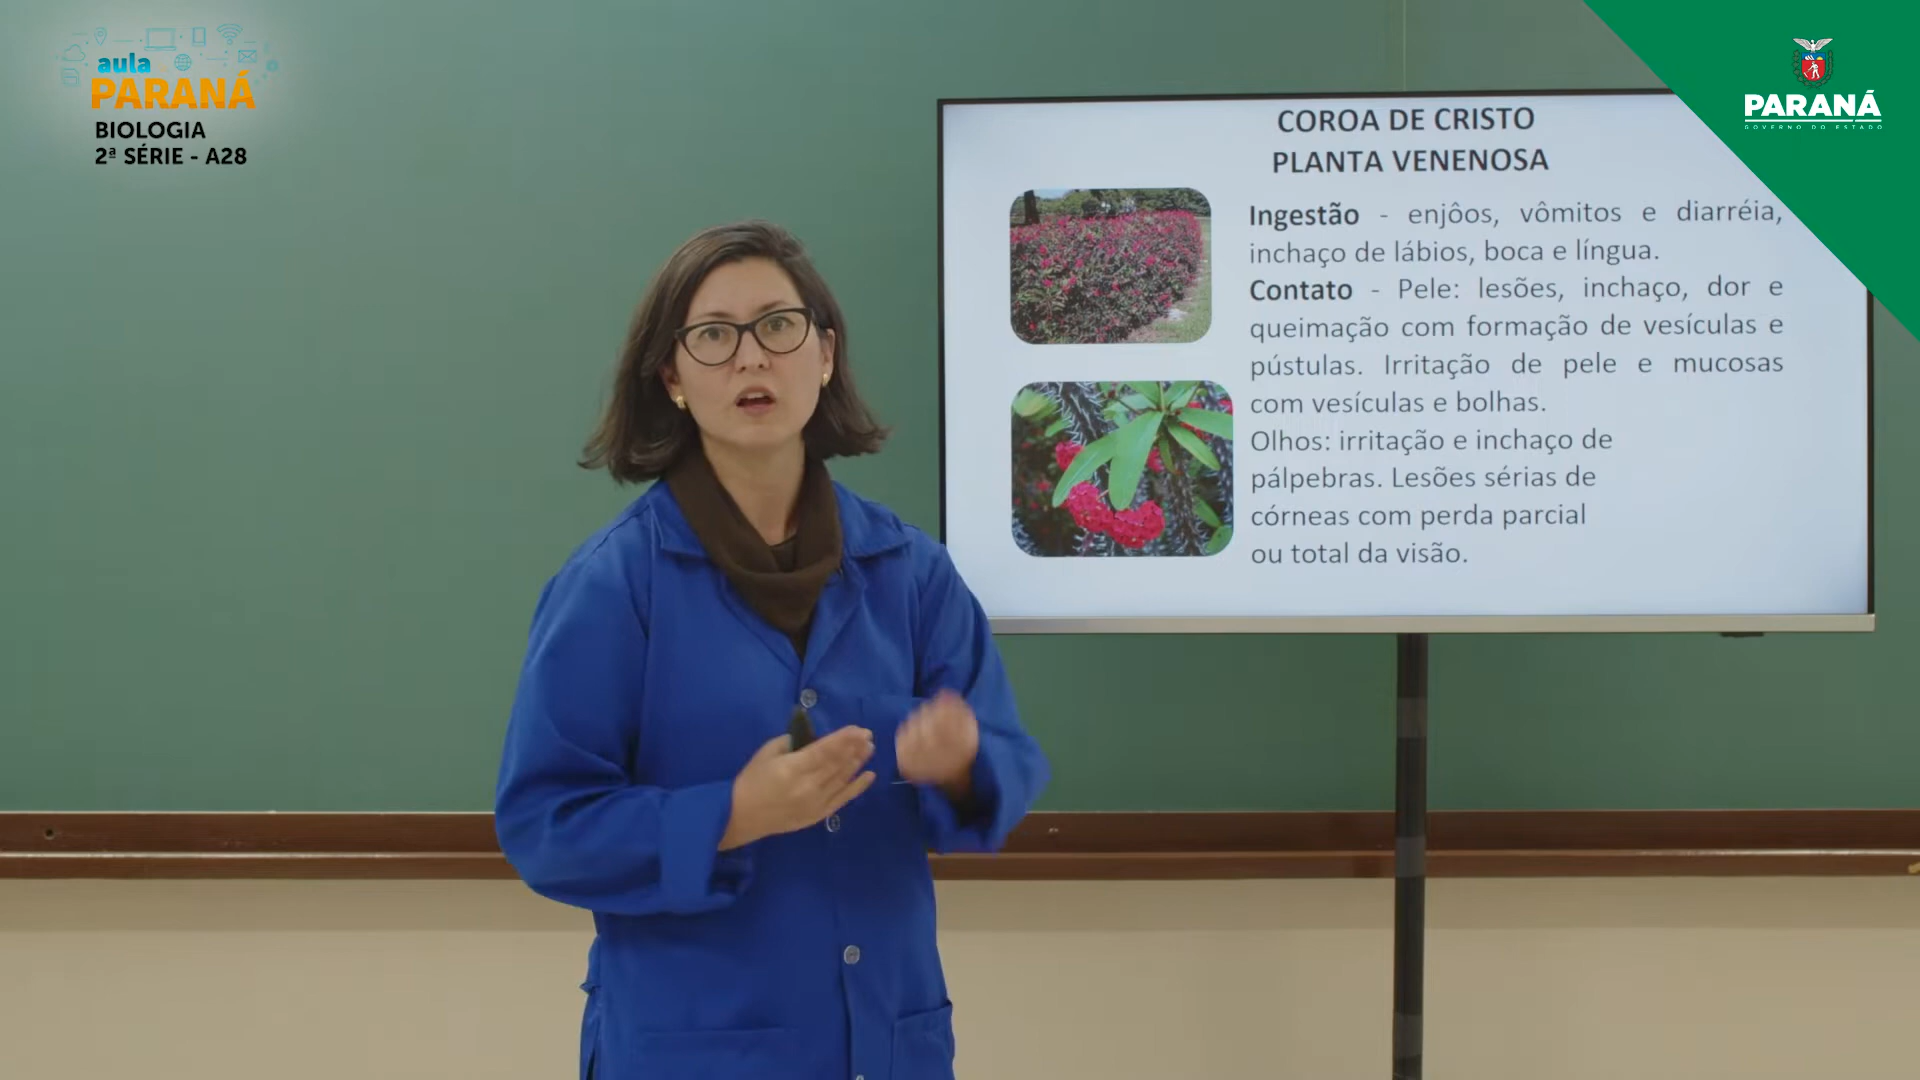 aula
PARANÁ
BIOLOGIA
2ª SÉRIE - A28
PARANÁ
GOVERNO DO ESTADO
COROA DE CRISTO
PLANTA VENENOSA
Ingestão - enjôos, vômitos e diarréia,
inchaço de lábios, boca e língua.
Contato - Pele: lesões, inchaço, dor e
queimação com formação de vesículas e
pústulas. Irritação de pele e mucosas
com vesículas e bolhas.
Olhos: irritação e inchaço de
pálpebras. Lesões sérias de
córneas com perda parcial
ou total da visão.